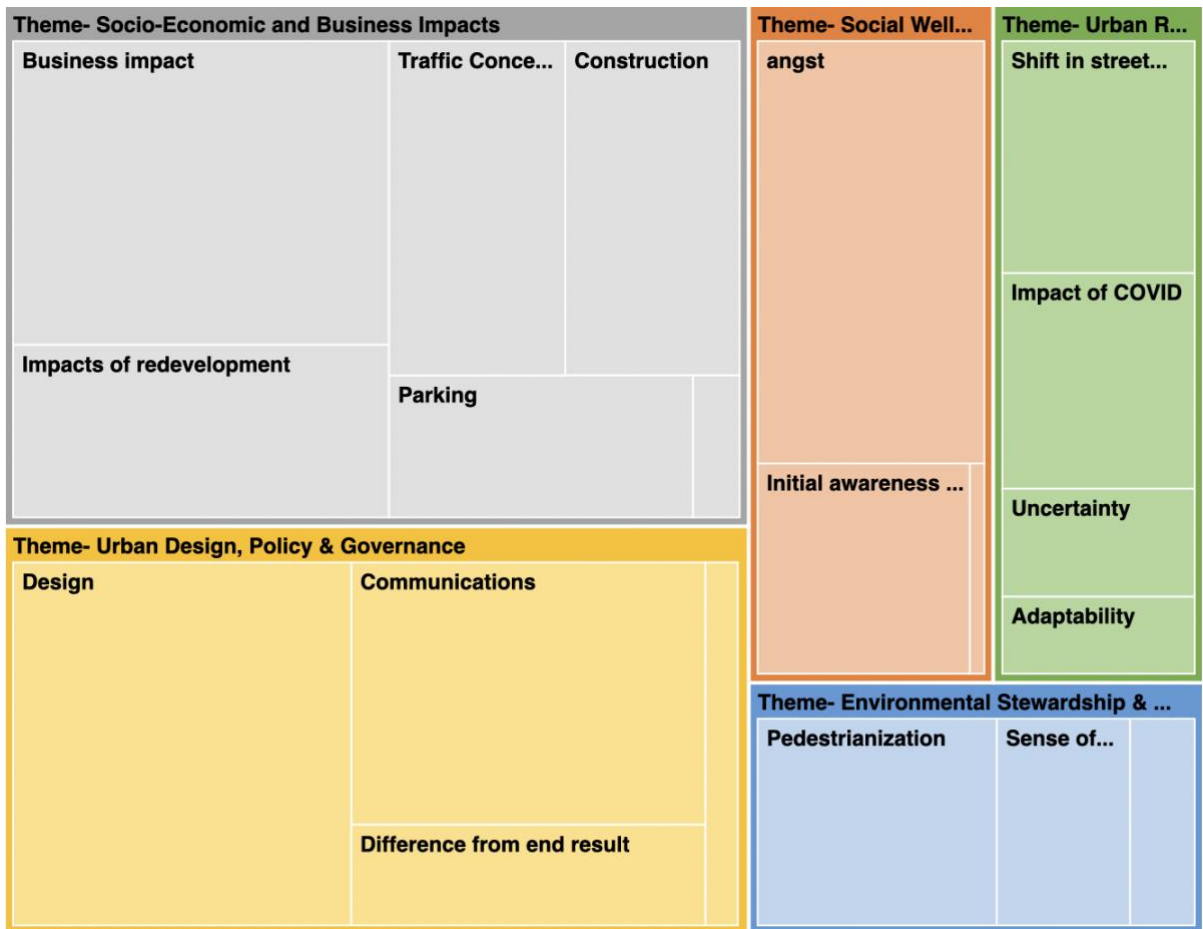 Theme- Socio-Economic and Business Impacts
Business impact
Traffic Conce...
Construction
Impacts of redevelopment
Parking
Theme- Urban Design, Policy & Governance
Design
Communications
Difference from end result
Theme- Social Well...
angst
Initial awareness ...
Theme- Urban R...
Shift in street...
Impact of COVID
Uncertainty
Adaptability
Theme- Environmental Stewardship & ...
Pedestrianization
Sense of...